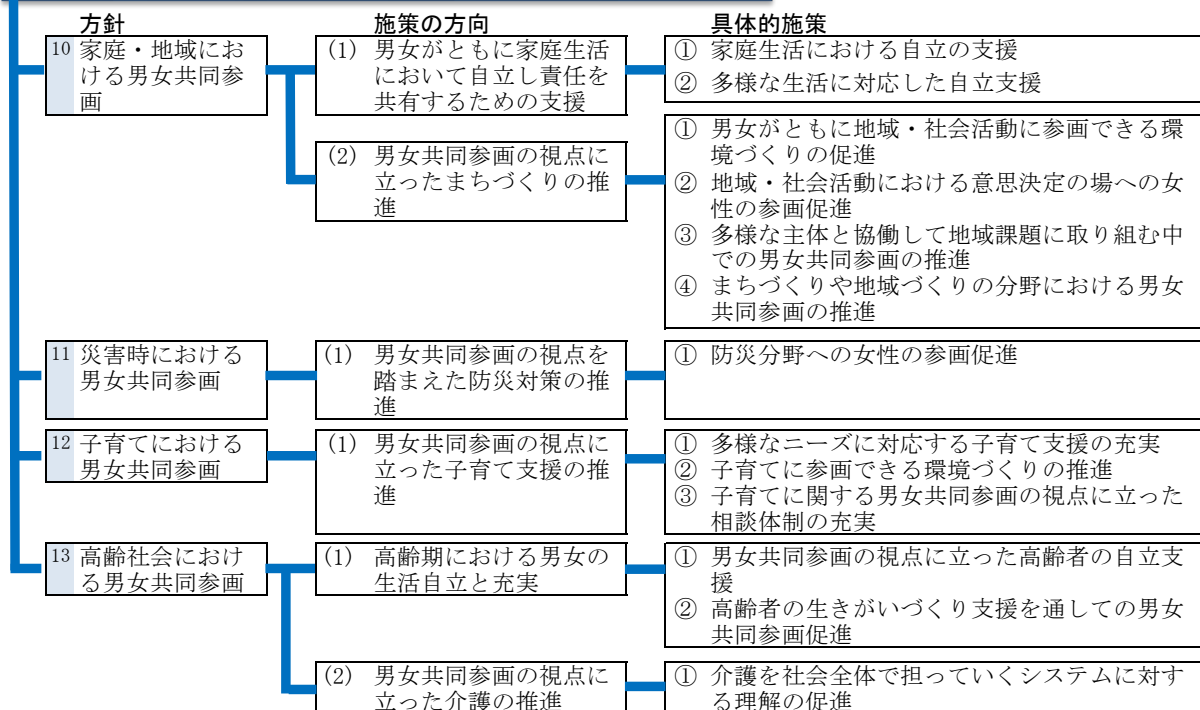 方針 施策の方向 具体的施策
10 家庭・地域にお
ける男女共同参
画
(1) 男女がともに家庭生活
において自立し責任を
共有するための支援
① 家庭生活における自立の支援
② 多様な生活に対応した自立支援
(2) 男女共同参画の視点に
立ったまちづくりの推
進
① 男女がともに地域・社会活動に参画できる環
境づくりの促進
② 地域・社会活動における意思決定の場への女
性の参画促進
③ 多様な主体と協働して地域課題に取り組む中
での男女共同参画の推進
④ まちづくりや地域づくりの分野における男女
共同参画の推進
11 災害時における
男女共同参画
(1) 男女共同参画の視点を
踏まえた防災対策の推
進
① 防災分野への女性の参画促進
12 子育てにおける
男女共同参画
(1) 男女共同参画の視点に
立った子育て支援の推
進
① 多様なニーズに対応する子育て支援の充実
② 子育てに参画できる環境づくりの推進
③ 子育てに関する男女共同参画の視点に立った
相談体制の充実
13 高齢社会におけ
る男女共同参画
(1) 高齢期における男女の
生活自立と充実
① 男女共同参画の視点に立った高齢者の自立支
援
② 高齢者の生きがいづくり支援を通しての男女
共同参画促進
(2) 男女共同参画の視点に
立った介護の推進
① 介護を社会全体で担っていくシステムに対す
る理解の促進